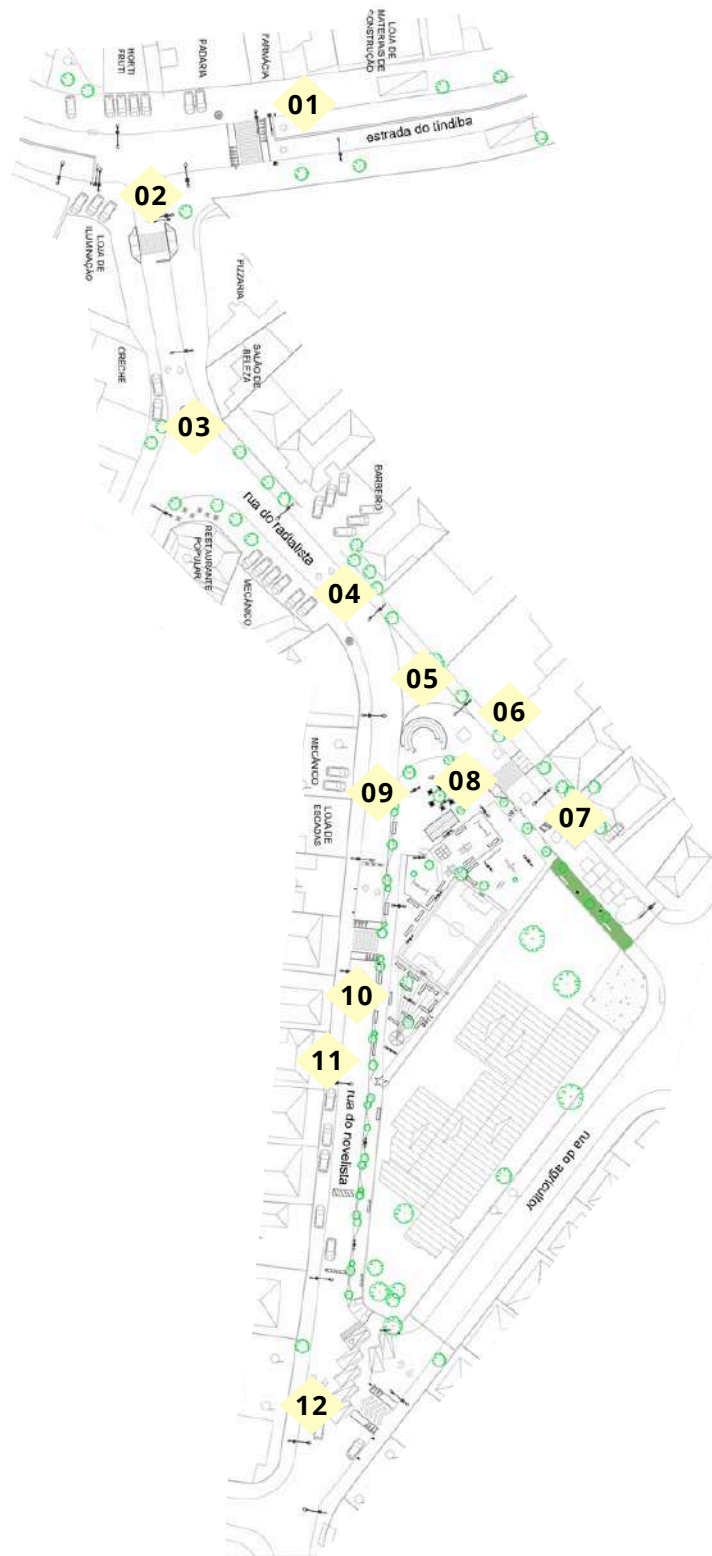 HORTI
FRUTI
PADARIA
FARMÁCIA
LOJA DE
MATERIAIS DE
CONSTRUÇÃO
01
estrada do lindiba
02
LOJA DE
ILUMINAÇÃO
PIZZARIA
CRECHE
SALÃO DE
BELEZA
03
BARBEIRO
rua do radialista
RESTAURANTE
POPULAR
MECÂNICO
04
05
06
MECÂNICO
09
08
07
LOJA DE
ESCADAS
10
11
rua do novelista
rua do agricultor
12